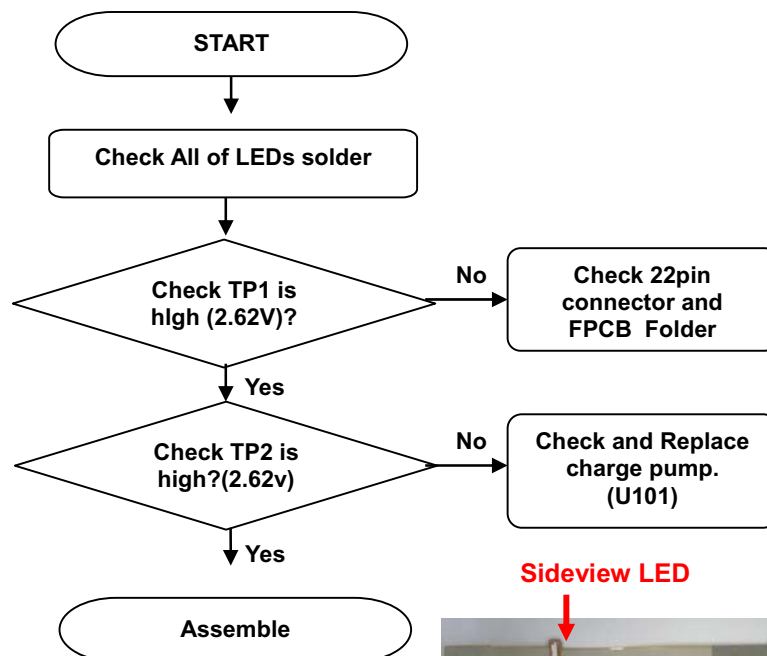 START
Check All of LEDs solder
Check TP1 is
hIgh (2.62V)?
No
Check 22pin
connector and
FPCB Folder
Yes
Check TP2 is
high?(2.62v)
No
Check and Replace
charge pump.
(U101)
Yes
Sideview LED
Assemble